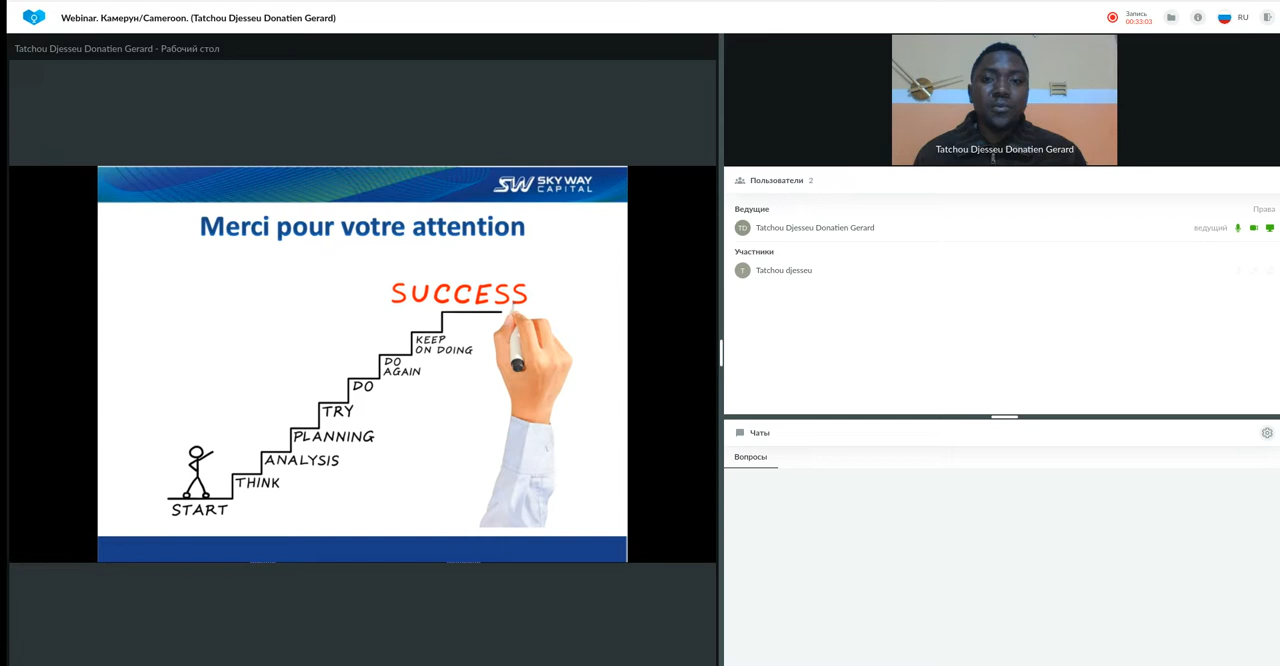 Webinar. Камерун/Cameroon. (Tatchou Djesseu Donatien Gerard)
Запись
00:33:03
RU
Tatchou Djesseu Donatien Gerard - Рабочий стол
SW SKY WAY
CAPITAL
Merci pour votre attention
SUCCESS
KEEP
ON DOING
DO
AGAIN
DO
TRY
PLANNING
ANALYSIS
THINK
START
Tatchou Djesseu Donatien Gerard
Пользователи 2
Ведущие Права
TD Tatchou Djesseu Donatien Gerard ведущий
Участники
T Tatchou djesseu
Чаты
Вопросы